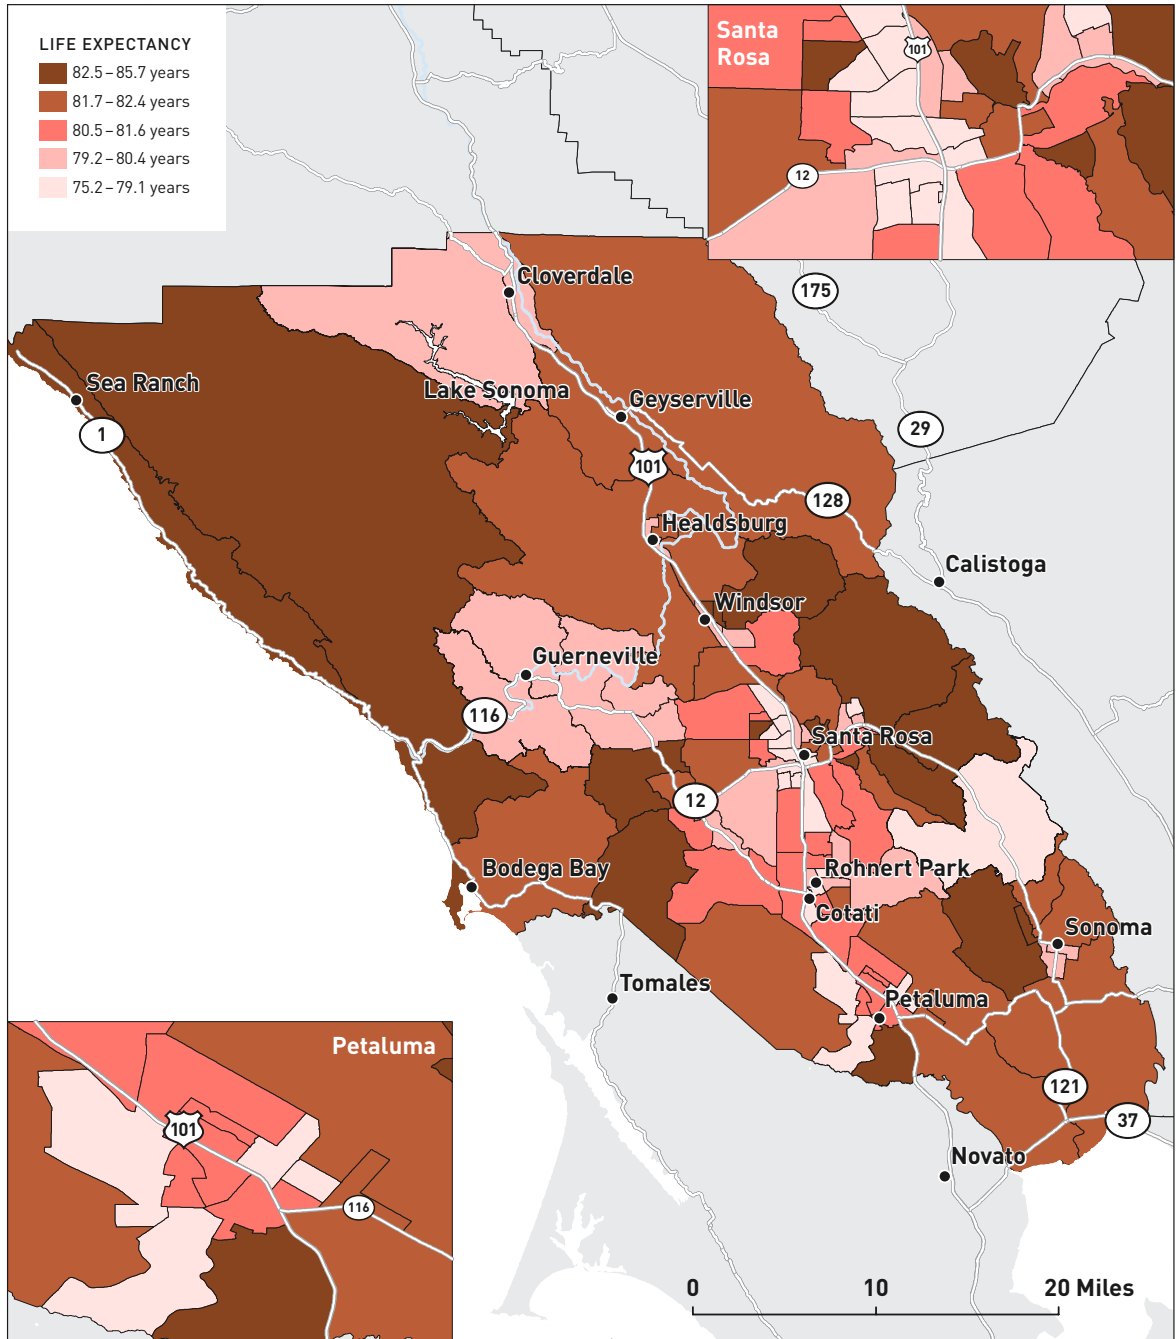 LIFE EXPECTANCY
82.5–85.7 years
81.7–82.4 years
80.5–81.6 years
79.2–80.4 years
75.2–79.1 years
Santa
Rosa
101
12
175
Cloverdale
Sea Ranch
1
Lake Sonoma
Geyserville
29
101
128
Healdsburg
Calistoga
Windsor
Guerneville
116
Santa Rosa
12
Bodega Bay
Rohnert Park
Cotati
Sonoma
Tomales
Petaluma
Petaluma
101
116
121
37
Novato
0 10 20 Miles